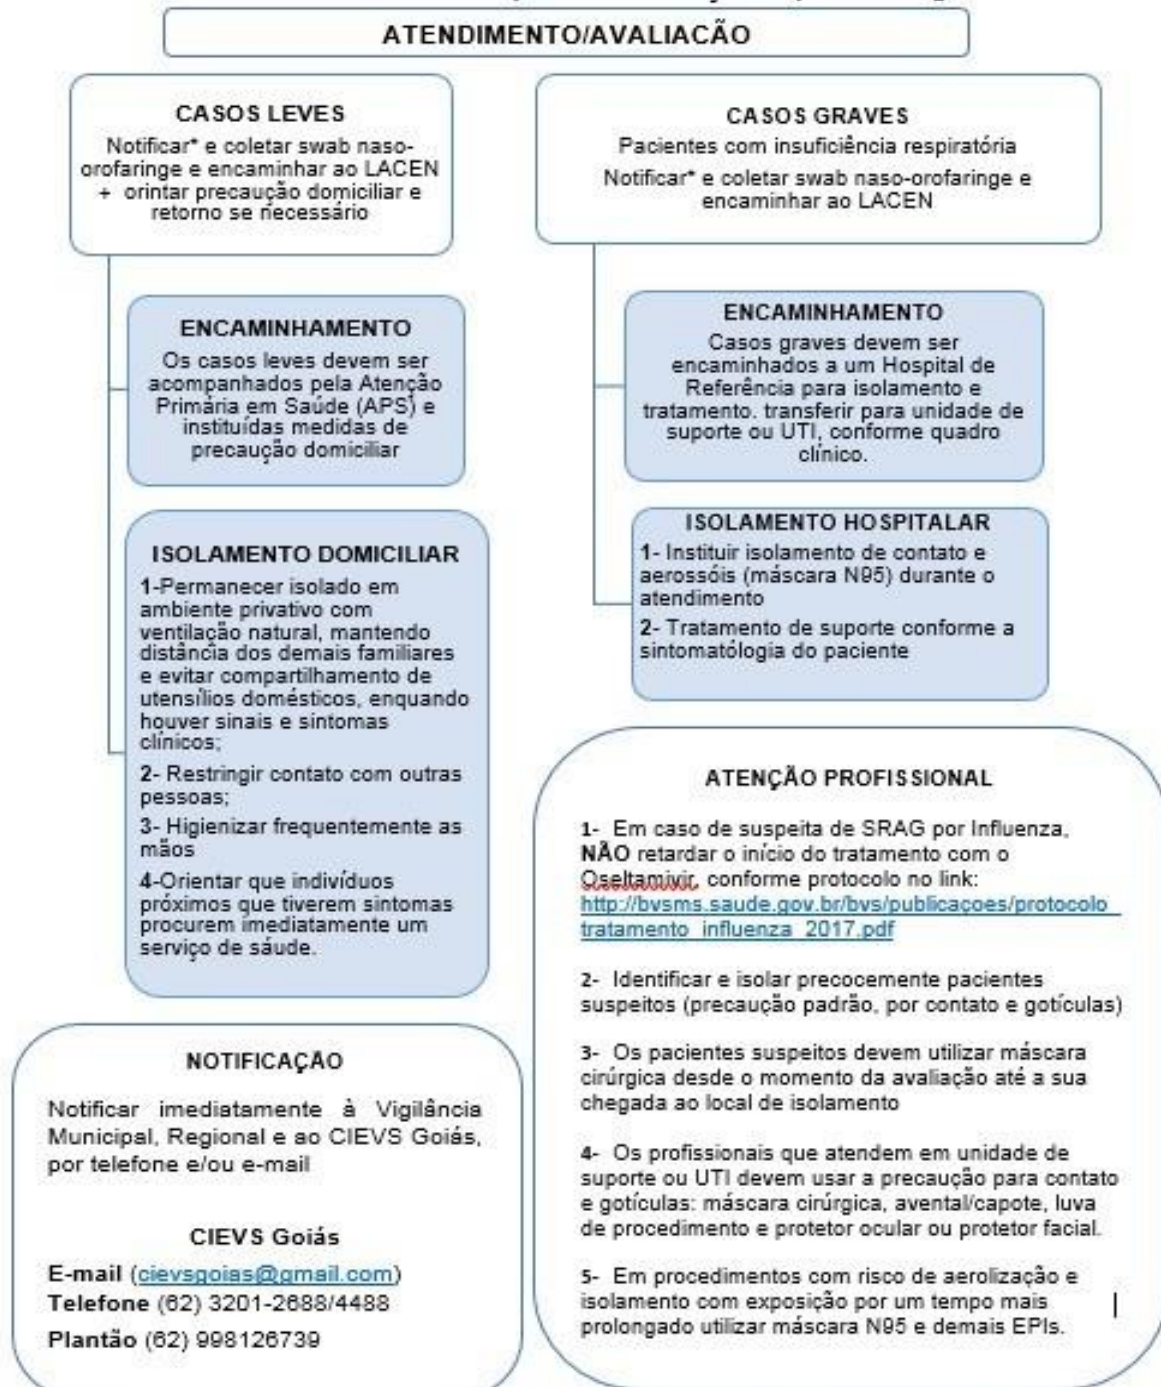 ATENDIMENTO/AVALIACÃO
CASOS LEVES
Notificar* e coletar swab naso-
orofaringe e encaminhar ao LACEN
+ orintar precaução domiciliar e
retorno se necessário
ENCAMINHAMENTO
Os casos leves devem ser
acompanhados pela Atenção
Primária em Saúde (APS) e
instituídas medidas de
precaução domiciliar
ISOLAMENTO DOMICILIAR
1-Permanecer isolado em
ambiente privativo com
ventilação natural, mantendo
distância dos demais familiares
e evitar compartilhamento de
utensílios domésticos, enquando
houver sinais e sintomas
clínicos;
2- Restringir contato com outras
pessoas;
3- Higienizar frequentemente as
mãos
4-Orientar que indivíduos
próximos que tiverem sintomas
procurem imediatamente um
serviço de sáude.
NOTIFICAÇÃO
Notificar imediatamente à Vigilância
Municipal, Regional e ao CIEVS Goiás,
por telefone e/ou e-mail
CIEVS Goiás
E-mail (cievsgoias@gmail.com)
Telefone (62) 3201-2688/4488
Plantão (62) 998126739
CASOS GRAVES
Pacientes com insuficiência respiratória
Notificar* e coletar swab naso-orofaringe e
encaminhar ao LACEN
ENCAMINHAMENTO
Casos graves devem ser
encaminhados a um Hospital de
Referência para isolamento e
tratamento. transferir para unidade de
suporte ou UTI, conforme quadro
clínico.
ISOLAMENTO HOSPITALAR
1- Instituir isolamento de contato e
aerossóis (máscara N95) durante o
atendimento
2- Tratamento de suporte conforme a
sintomatólogia do paciente
ATENÇÃO PROFISSIONAL
1- Em caso de suspeita de SRAG por Influenza,
NÃO retardar o início do tratamento com o
Oseltamivir, conforme protocolo no link:
http://bvsms.saude.gov.br/bvs/publicaçoes/protocolo_
tratamento_influenza_2017.pdf
2- Identificar e isolar precocemente pacientes
suspeitos (precaução padrão, por contato e gotículas)
3- Os pacientes suspeitos devem utilizar máscara
cirúrgica desde o momento da avaliação até a sua
chegada ao local de isolamento
4- Os profissionais que atendem em unidade de
suporte ou UTI devem usar a precaução para contato
e gotículas: máscara cirúrgica, avental/capote, luva
de procedimento e protetor ocular ou protetor facial.
5- Em procedimentos com risco de aerolização e
isolamento com exposição por um tempo mais
prolongado utilizar máscara N95 e demais EPIs.